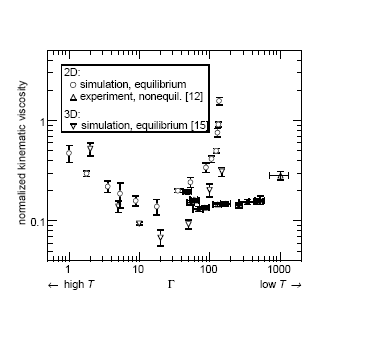 2D:
simulation, equilibrium
experiment, nonequil. [12]
3D:
simulation, equilibrium [15]
normalized kinematic viscosity
1
0.1
1 10 100 1000
← high T Γ low T →